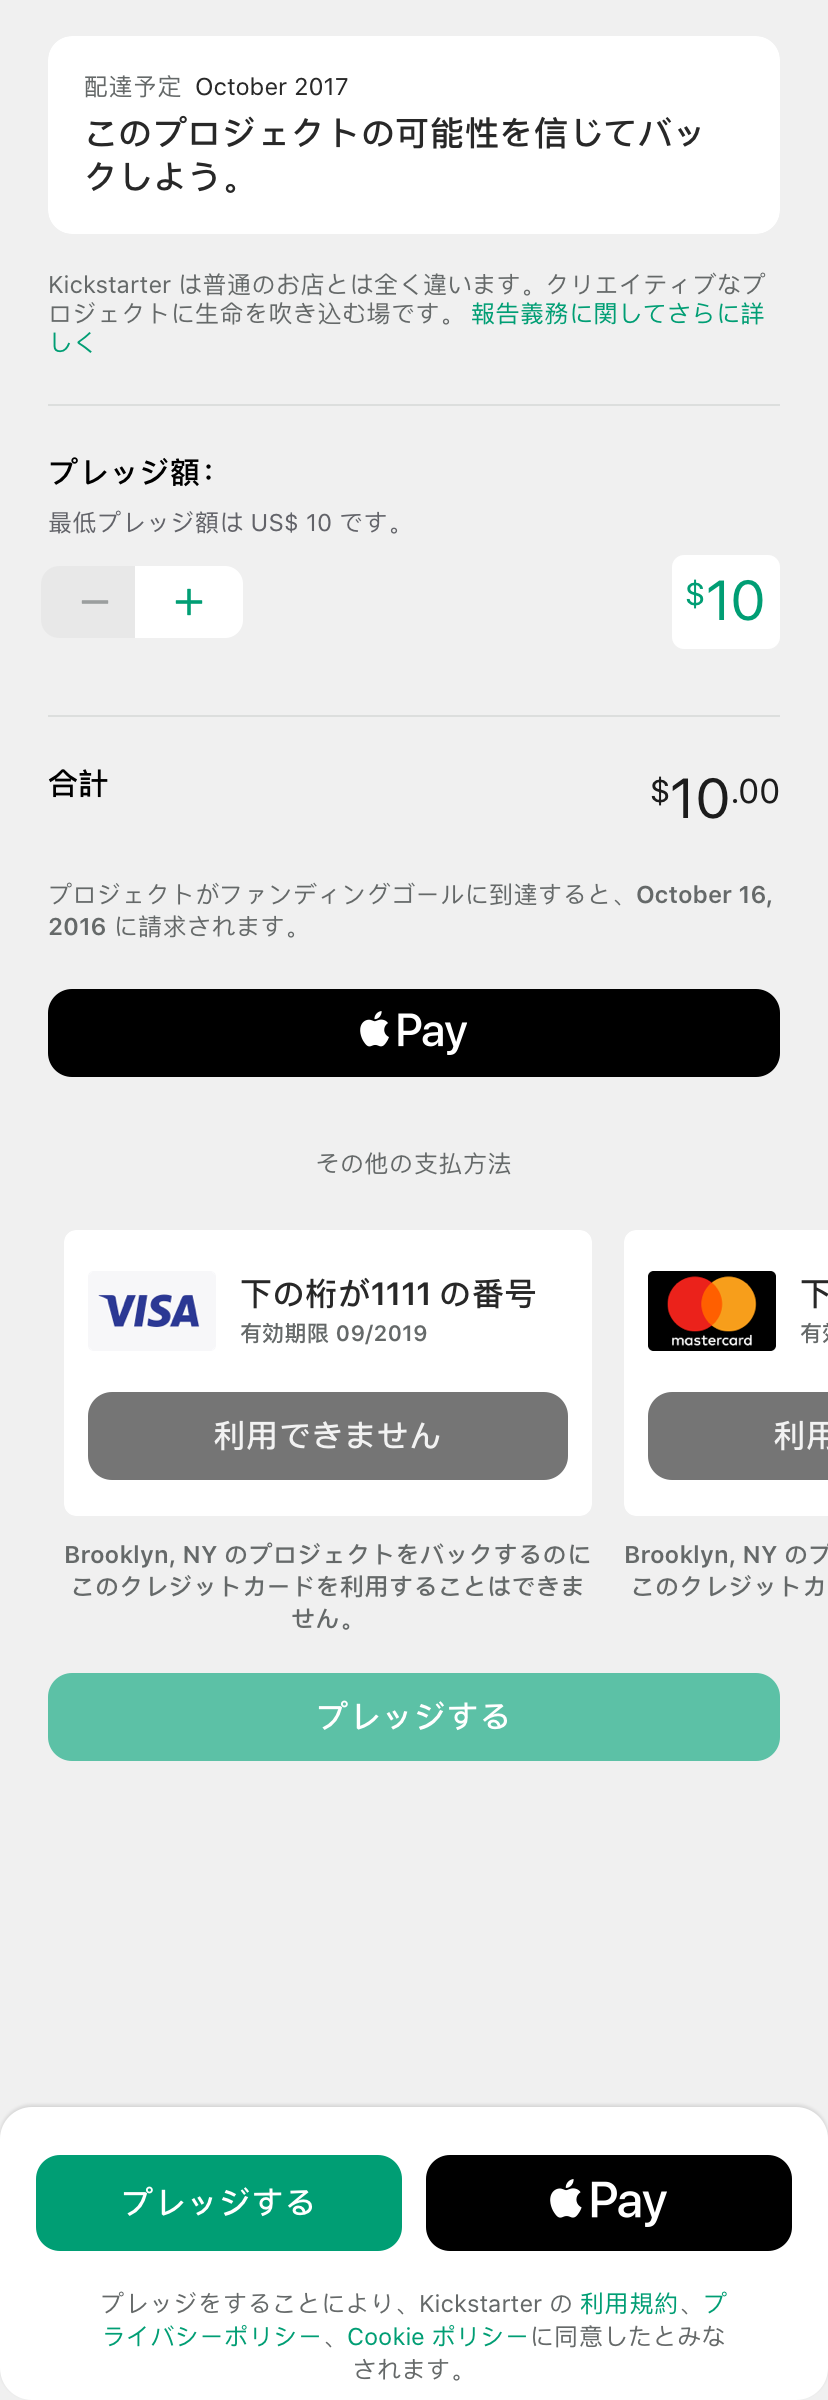 配達予定 October 2017
このプロジェクトの可能性を信じてバッ
クしよう。
Kickstarter は普通のお店とは全く違います。クリエイティブなプ
ロジェクトに生命を吹き込む場です。 報告義務に関してさらに詳
しく
プレッジ額：
最低プレッジ額は US$ 10 です。
− +
$10
合計
$10.00
プロジェクトがファンディングゴールに到達すると、October 16,
2016 に請求されます。
Pay
その他の支払方法
VISA
下の桁が1111 の番号
有効期限 09/2019
利用できません
Brooklyn, NY のプロジェクトをバックするのに
このクレジットカードを利用することはできま
せん。
mastercard
下
有
利用
Brooklyn, NY のプ
このクレジットカ
プレッジする
プレッジする
Pay
プレッジをすることにより、Kickstarter の 利用規約、プ
ライバシーポリシー、Cookie ポリシーに同意したとみな
されます。